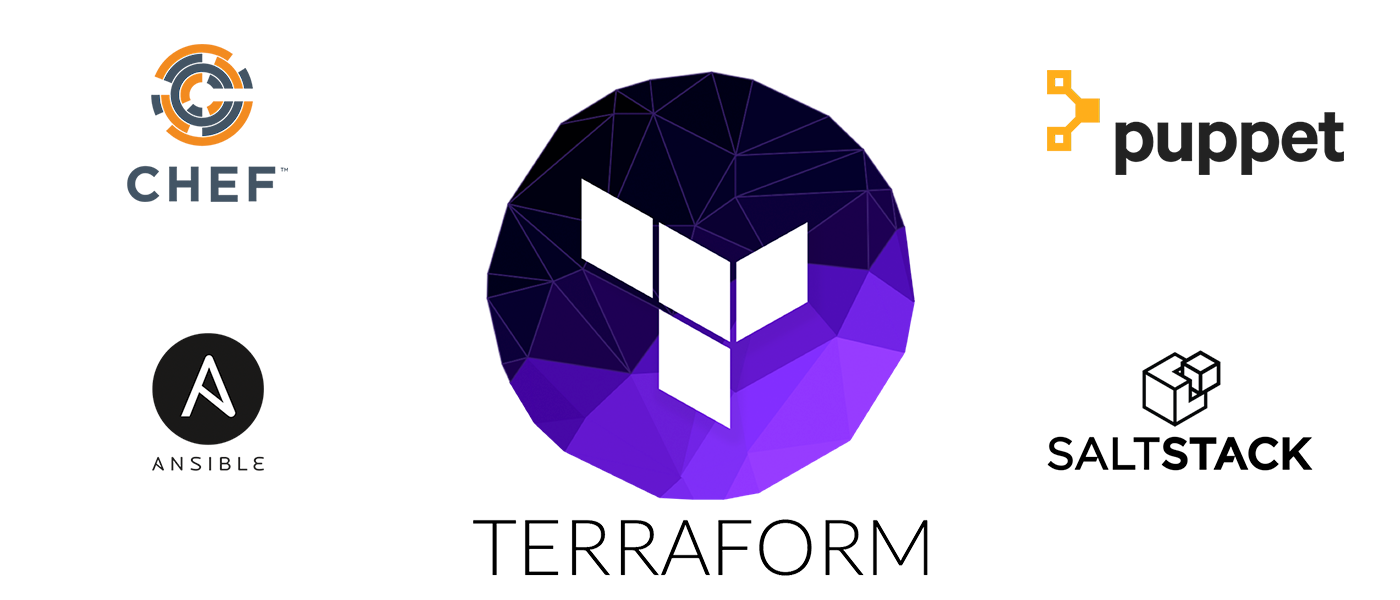 CHEF™
puppet
ANSIBLE
SALTSTACK
TERRAFORM